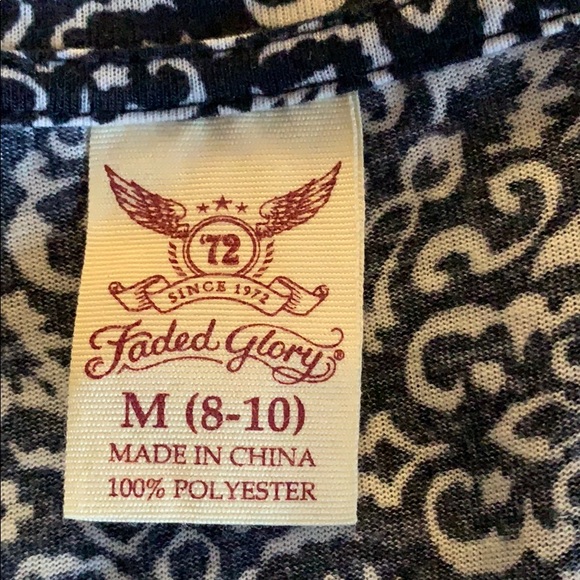 '72
SINCE 1972
Faded Glory®
M (8-10)
MADE IN CHINA
100% POLYESTER